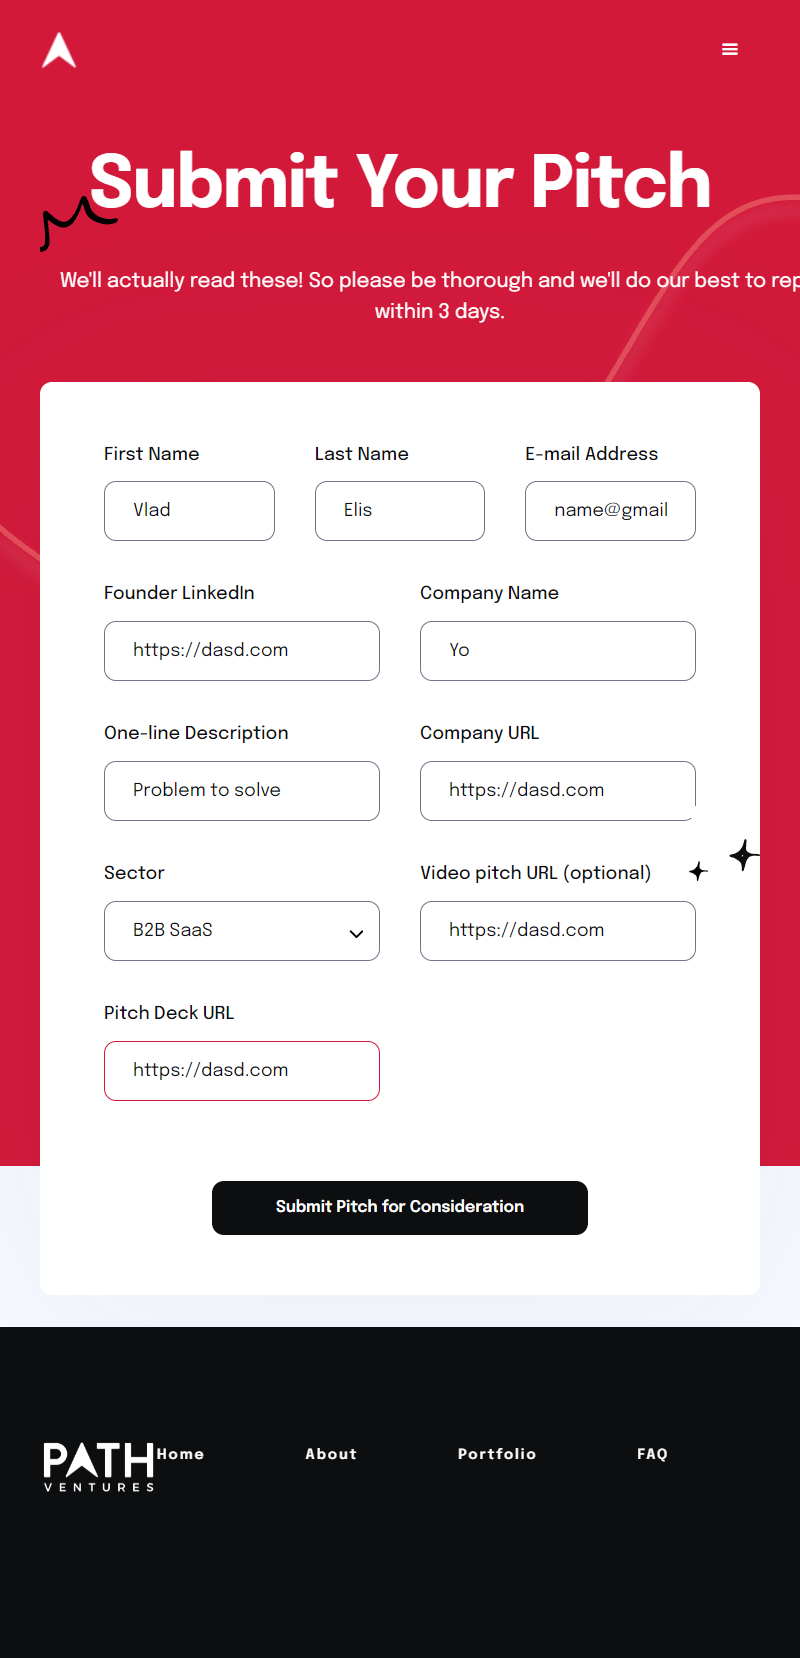 Submit Your Pitch
We'll actually read these! So please be thorough and we'll do our best to
within 3 days.
First Name Last Name E-mail Address
Vlad Elis name@gmail
Founder LinkedIn Company Name
https://dasd.com Yo
One-line Description Company URL
Problem to solve https://dasd.com
Sector Video pitch URL (optional)
B2B SaaS https://dasd.com
Pitch Deck URL
https://dasd.com
Submit Pitch for Consideration
PATH Home About Portfolio FAQ
VENTURES